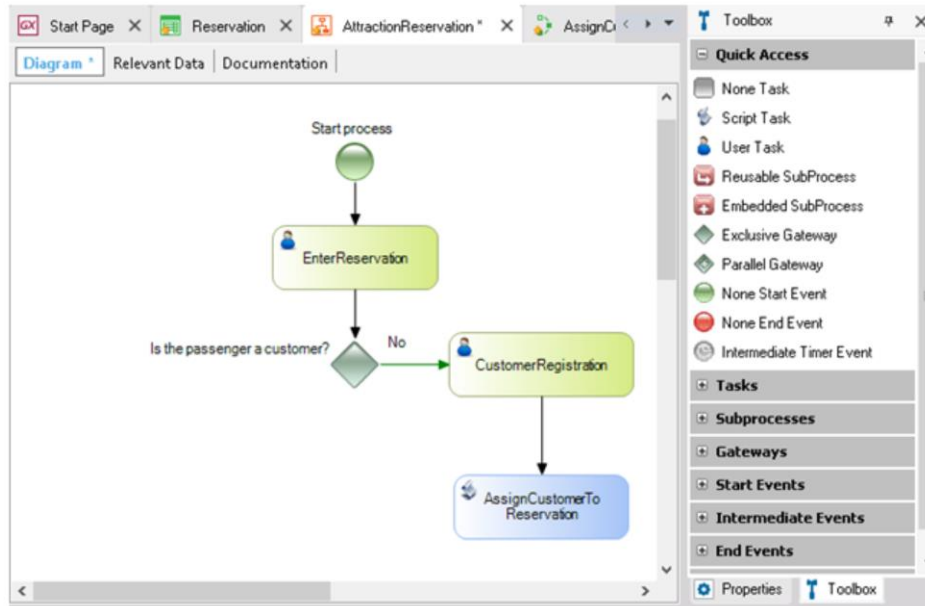 GX Start Page
Reservation
AttractionReservation *
Diagram *
Relevant Data
Documentation
Start process
EnterReservation
Is the passenger a customer?
No
CustomerRegistration
AssignCustomerTo
Reservation
Toolbox
Quick Access
None Task
Script Task
User Task
Reusable SubProcess
Embedded SubProcess
Exclusive Gateway
Parallel Gateway
None Start Event
None End Event
Intermediate Timer Event
Tasks
Subprocesses
Gateways
Start Events
Intermediate Events
End Events
Properties
Toolbox